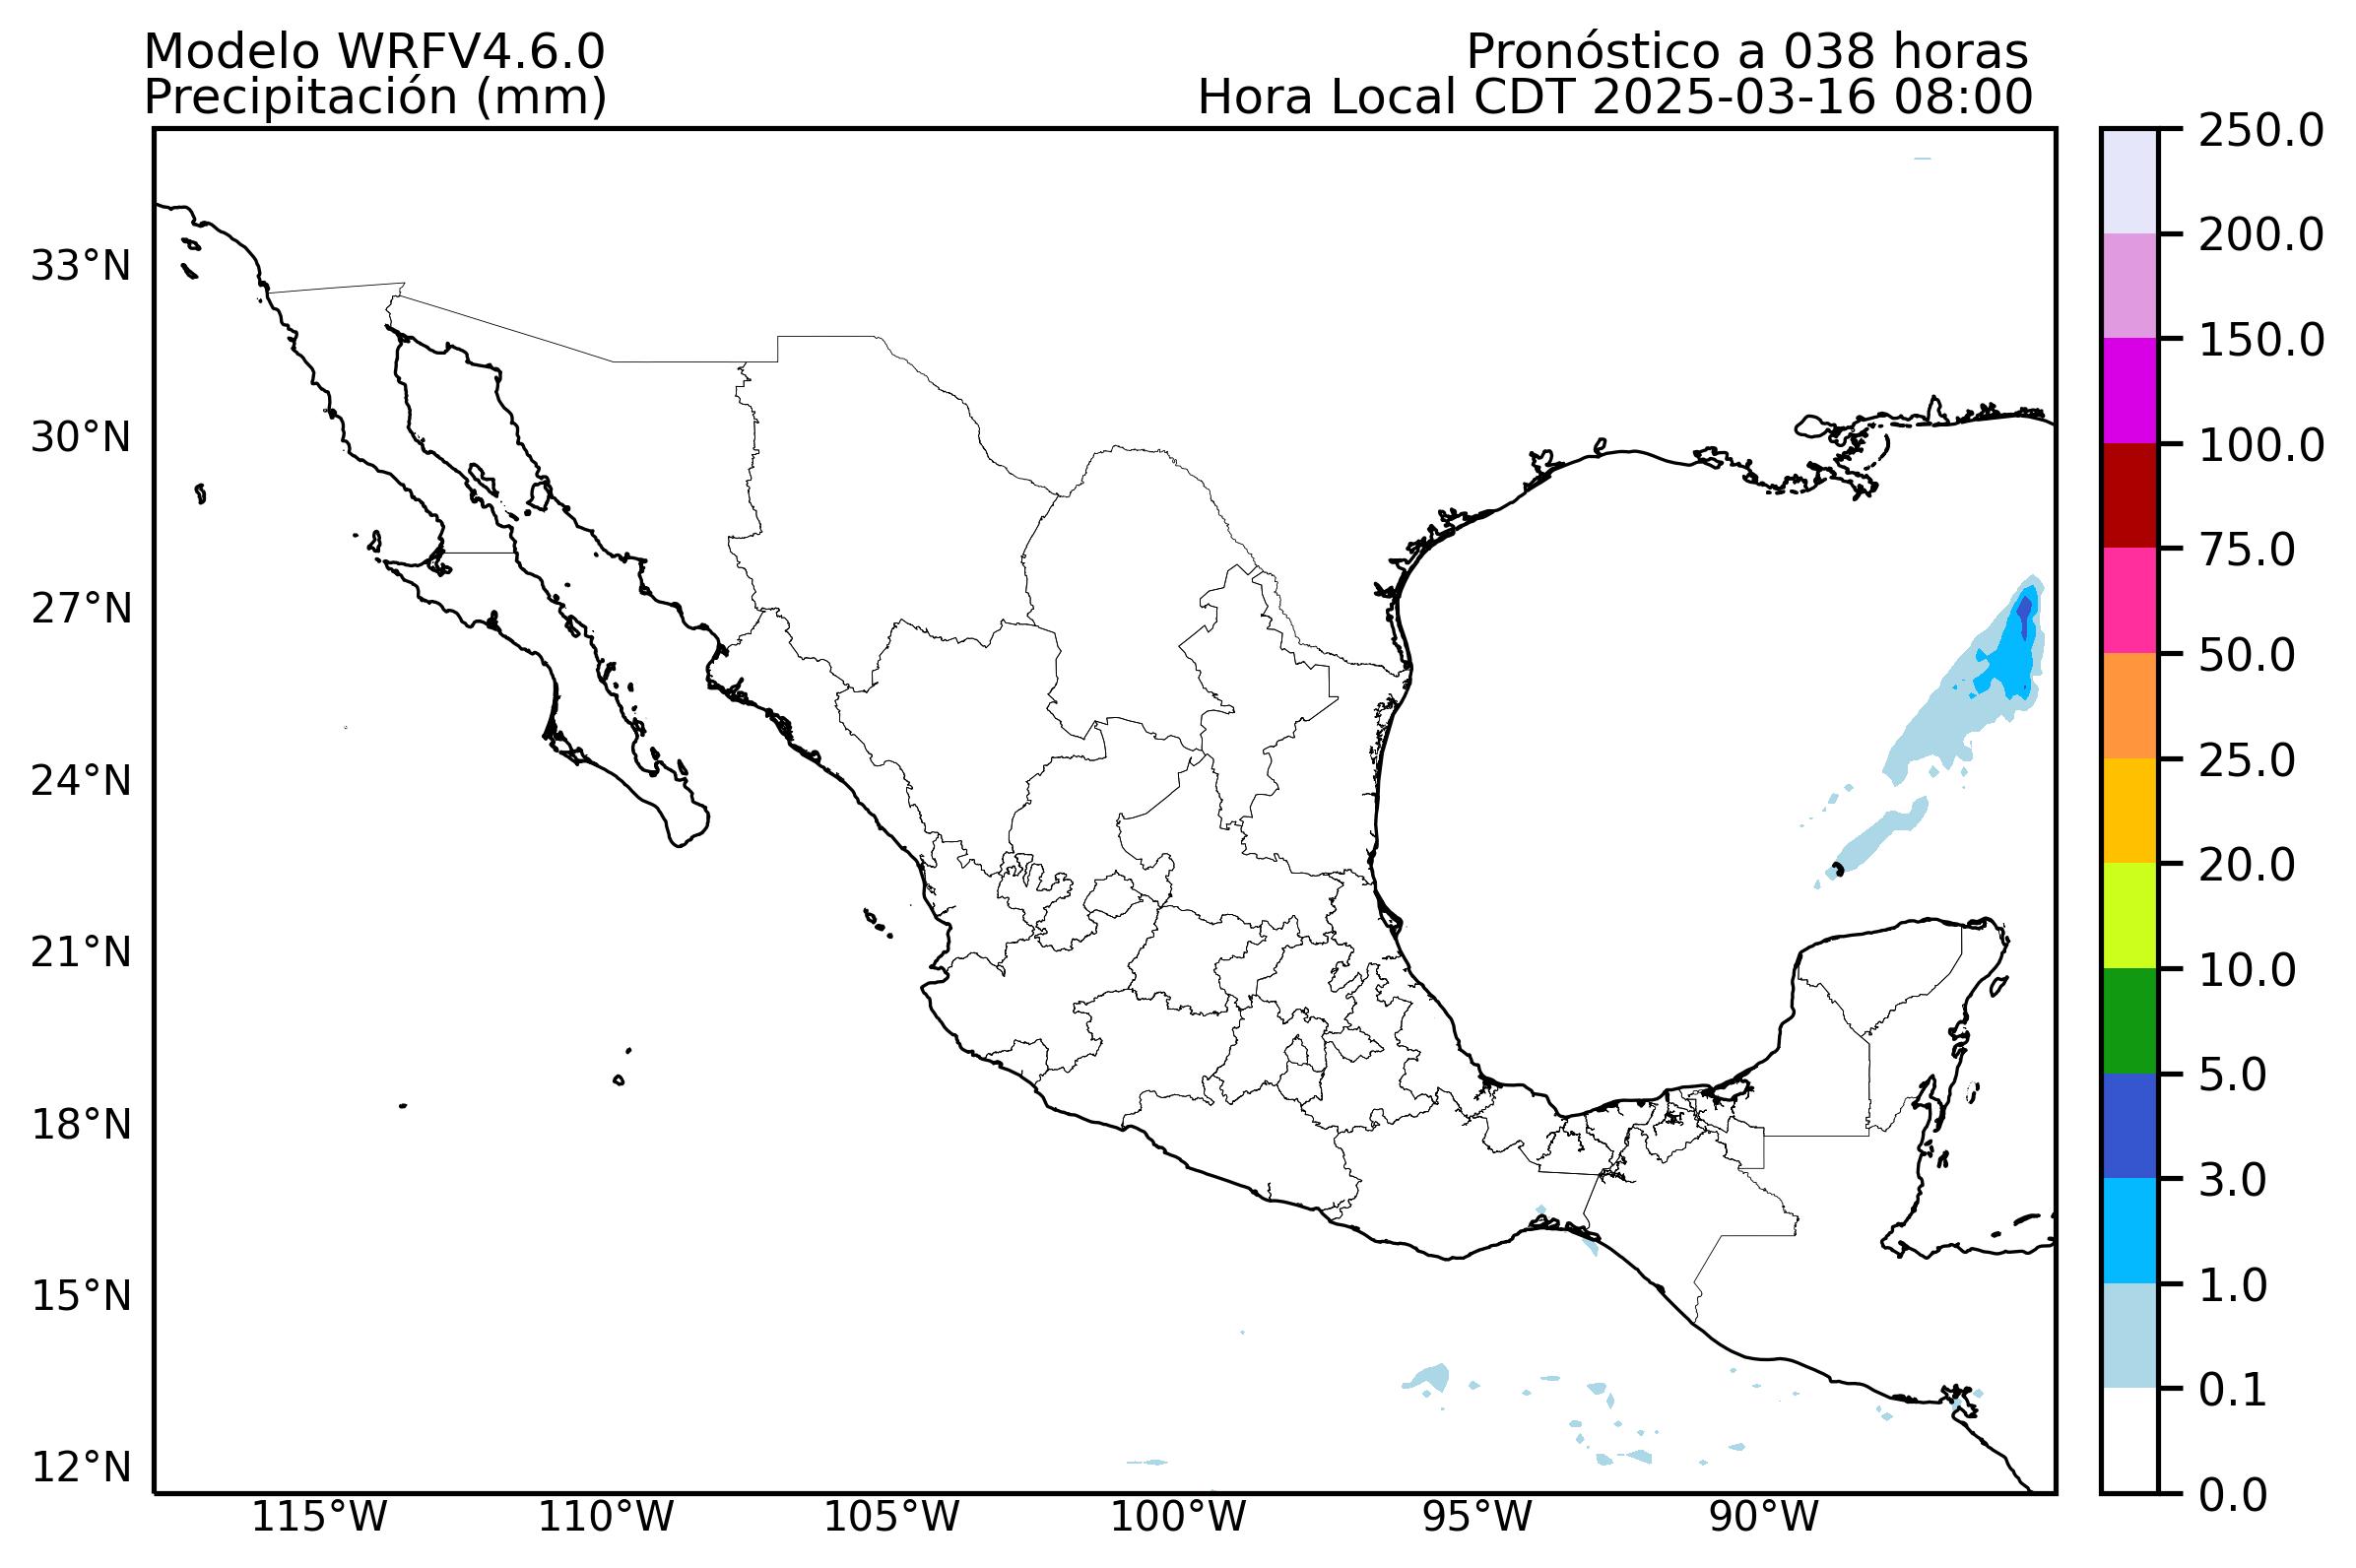 Modelo WRFV4.6.0
Precipitación (mm)
Pronóstico a 038 horas
Hora Local CDT 2025-03-16 08:00
33°N
30°N
27°N
24°N
21°N
18°N
15°N
12°N
115°W
110°W
105°W
100°W
95°W
90°W
250.0
200.0
150.0
100.0
75.0
50.0
25.0
20.0
10.0
5.0
3.0
1.0
0.1
0.0